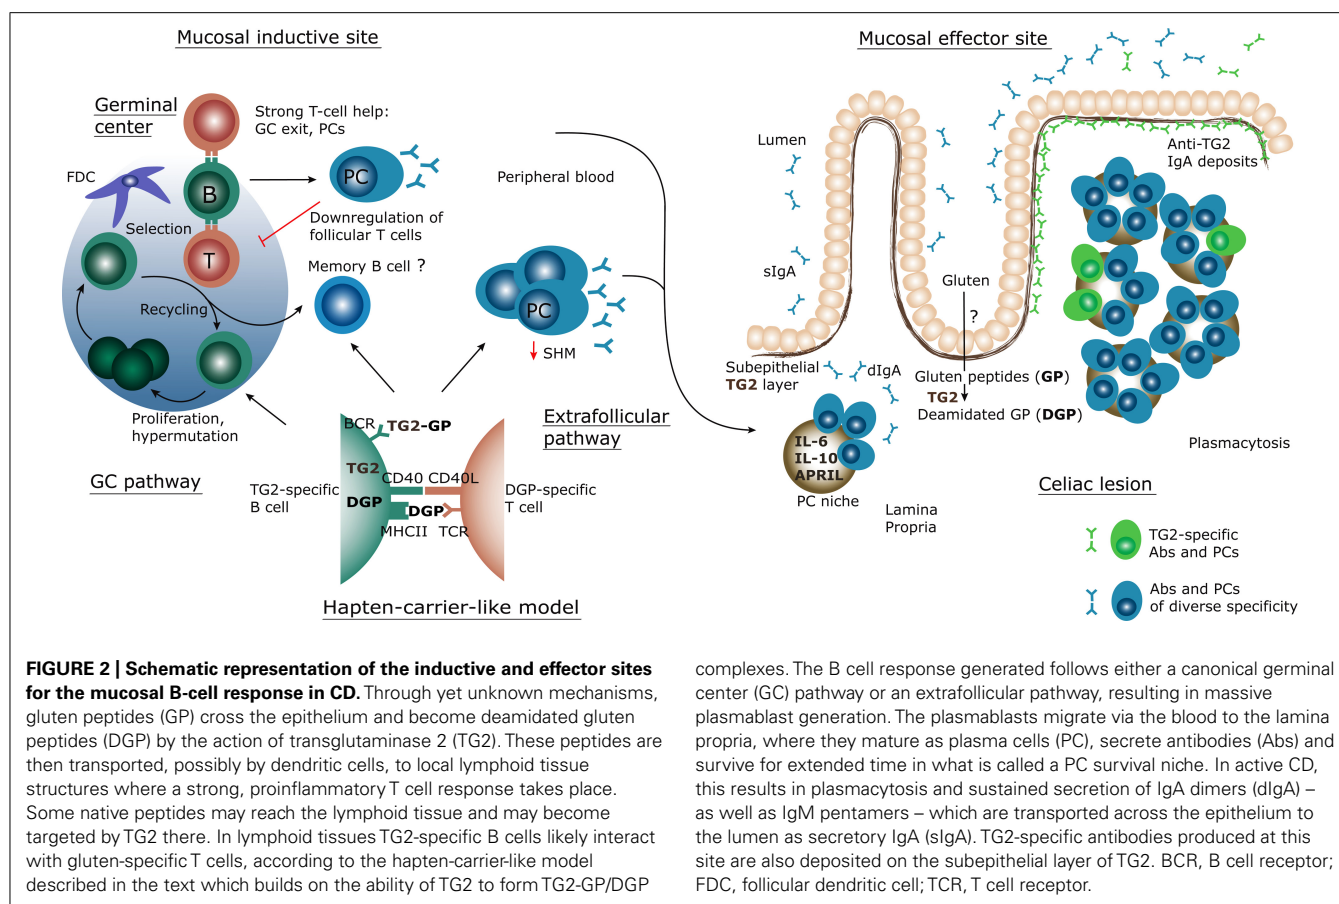 Mucosal inductive site
Mucosal effector site
Germinal
center
Strong T-cell help:
GC exit, PCs
FDC
B
PC
Selection
T
Downregulation of
follicular T cells
Memory B cell ?
Recycling
Proliferation,
hypermutation
GC pathway
Peripheral blood
PC
SHM
Extrafollicular
pathway
BCR
TG2-GP
TG2
CD40
CD40L
DGP
DGP
MHCII
TCR
TG2-specific
B cell
DGP-specific
T cell
Hapten-carrier-like model
Lumen
sIgA
Anti-TG2
IgA deposits
Gluten
?
Subepithelial
TG2 layer
dIgA
Gluten peptides (GP)
TG2
Deamidated GP (DGP)
IL-6
IL-10
APRIL
PC niche
Lamina
Propria
Plasmacytosis
Celiac lesion
TG2-specific
Abs and PCs
Abs and PCs
of diverse specificity
FIGURE 2 | Schematic representation of the inductive and effector sites
for the mucosal B-cell response in CD. Through yet unknown mechanisms,
gluten peptides (GP) cross the epithelium and become deamidated gluten
peptides (DGP) by the action of transglutaminase 2 (TG2). These peptides are
then transported, possibly by dendritic cells, to local lymphoid tissue
structures where a strong, proinflammatory T cell response takes place.
Some native peptides may reach the lymphoid tissue and may become
targeted by TG2 there. In lymphoid tissues TG2-specific B cells likely interact
with gluten-specific T cells, according to the hapten-carrier-like model
described in the text which builds on the ability of TG2 to form TG2-GP/DGP
complexes. The B cell response generated follows either a canonical germinal
center (GC) pathway or an extrafollicular pathway, resulting in massive
plasmablast generation. The plasmablasts migrate via the blood to the lamina
propria, where they mature as plasma cells (PC), secrete antibodies (Abs) and
survive for extended time in what is called a PC survival niche. In active CD,
this results in plasmacytosis and sustained secretion of IgA dimers (dIgA) –
as well as IgM pentamers – which are transported across the epithelium to
the lumen as secretory IgA (sIgA). TG2-specific antibodies produced at this
site are also deposited on the subepithelial layer of TG2. BCR, B cell receptor;
FDC, follicular dendritic cell; TCR, T cell receptor.